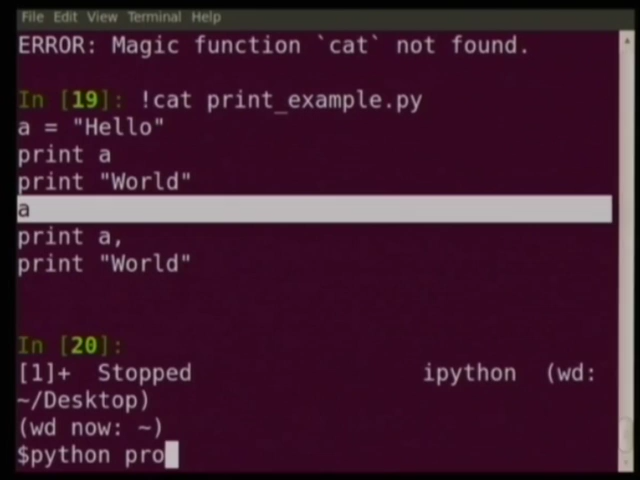 File Edit View Terminal Help
ERROR: Magic function `cat` not found.
In [19]: !cat print_example.py
a = "Hello"
print a
print "World"
a
print a,
print "World"
In [20]:
[1]+  Stopped                 ipython  (wd:
~/Desktop)
(wd now: ~)
$python pro